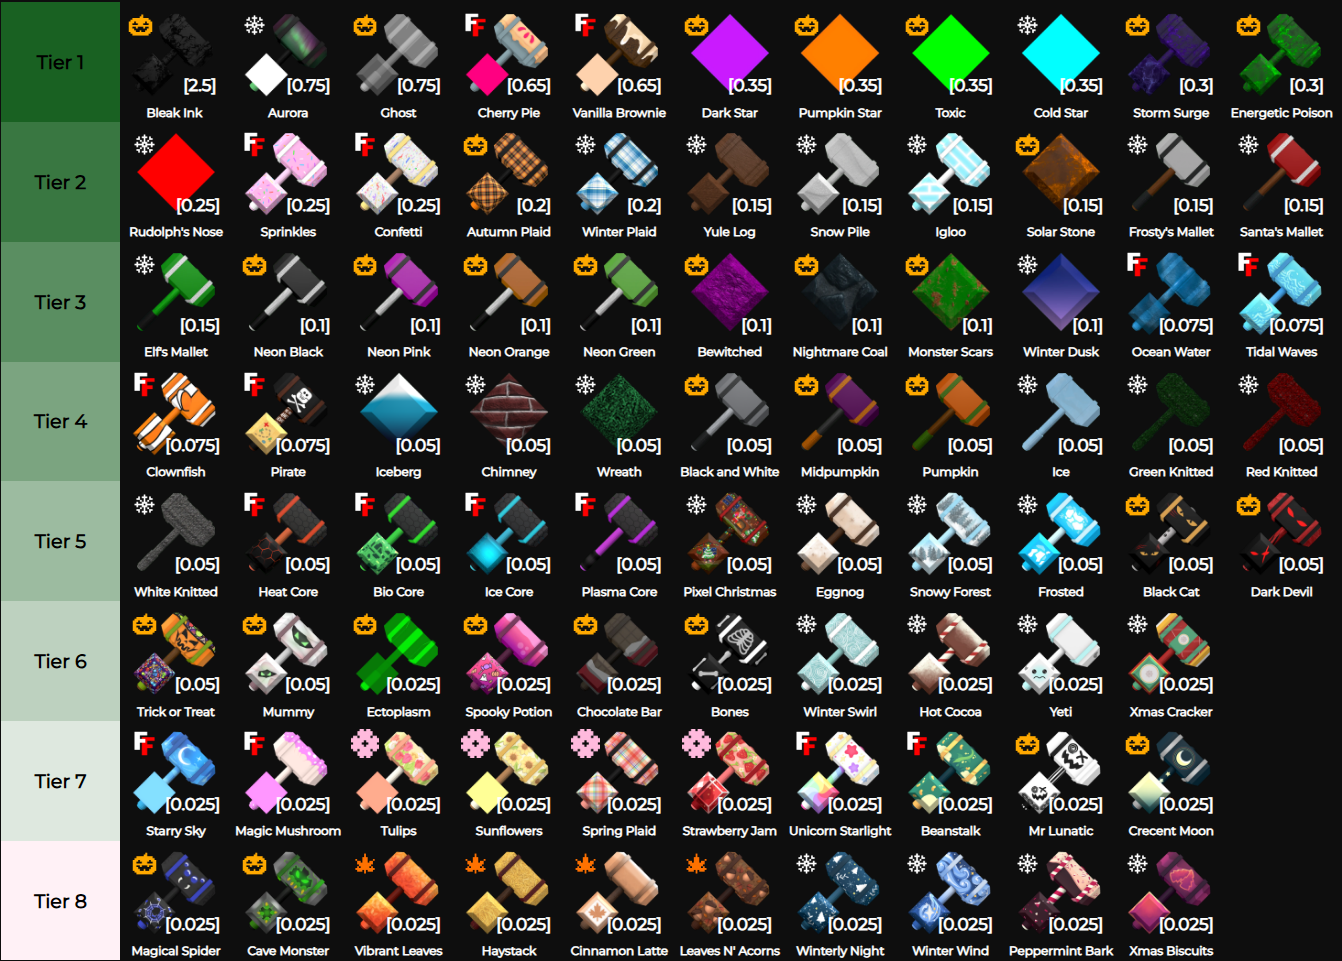 Tier 1
FF FF
[2.5] [0.75] [0.75] [0.65] [0.65] [0.35] [0.35] [0.35] [0.35] [0.3] [0.3]
Bleak Ink Aurora Ghost Cherry Pie Vanilla Brownie Dark Star Pumpkin Star Toxic Cold Star Storm Surge Energetic Poison
Tier 2
FF FF
[0.25] [0.25] [0.25] [0.2] [0.2] [0.15] [0.15] [0.15] [0.15] [0.15] [0.15]
Rudolph's Nose Sprinkles Confetti Autumn Plaid Winter Plaid Yule Log Snow Pile Igloo Solar Stone Frosty's Mallet Santa's Mallet
Tier 3
FF FF
[0.15] [0.1] [0.1] [0.1] [0.1] [0.1] [0.1] [0.1] [0.1] [0.075] [0.075]
Elf's Mallet Neon Black Neon Pink Neon Orange Neon Green Bewitched Nightmare Coal Monster Scars Winter Dusk Ocean Water Tidal Waves
Tier 4
FF FF
[0.075] [0.075] [0.05] [0.05] [0.05] [0.05] [0.05] [0.05] [0.05] [0.05] [0.05]
Clownfish Pirate Iceberg Chimney Wreath Black and White Midpumpkin Pumpkin Ice Green Knitted Red Knitted
Tier 5
FF FF FF FF
[0.05] [0.05] [0.05] [0.05] [0.05] [0.05] [0.05] [0.05] [0.05] [0.05] [0.05]
White Knitted Heat Core Bio Core Ice Core Plasma Core Pixel Christmas Eggnog Snowy Forest Frosted Black Cat Dark Devil
Tier 6
[0.05] [0.05] [0.025] [0.025] [0.025] [0.025] [0.025] [0.025] [0.025] [0.025]
Trick or Treat Mummy Ectoplasm Spooky Potion Chocolate Bar Bones Winter Swirl Hot Cocoa Yeti Xmas Cracker
Tier 7
FF FF FF FF
[0.025] [0.025] [0.025] [0.025] [0.025] [0.025] [0.025] [0.025] [0.025] [0.025]
Starry Sky Magic Mushroom Tulips Sunflowers Spring Plaid Strawberry Jam Unicorn Starlight Beanstalk Mr Lunatic Crecent Moon
Tier 8
[0.025] [0.025] [0.025] [0.025] [0.025] [0.025] [0.025] [0.025] [0.025] [0.025]
Magical Spider Cave Monster Vibrant Leaves Haystack Cinnamon Latte Leaves N' Acorns Winterly Night Winter Wind Peppermint Bark Xmas Biscuits